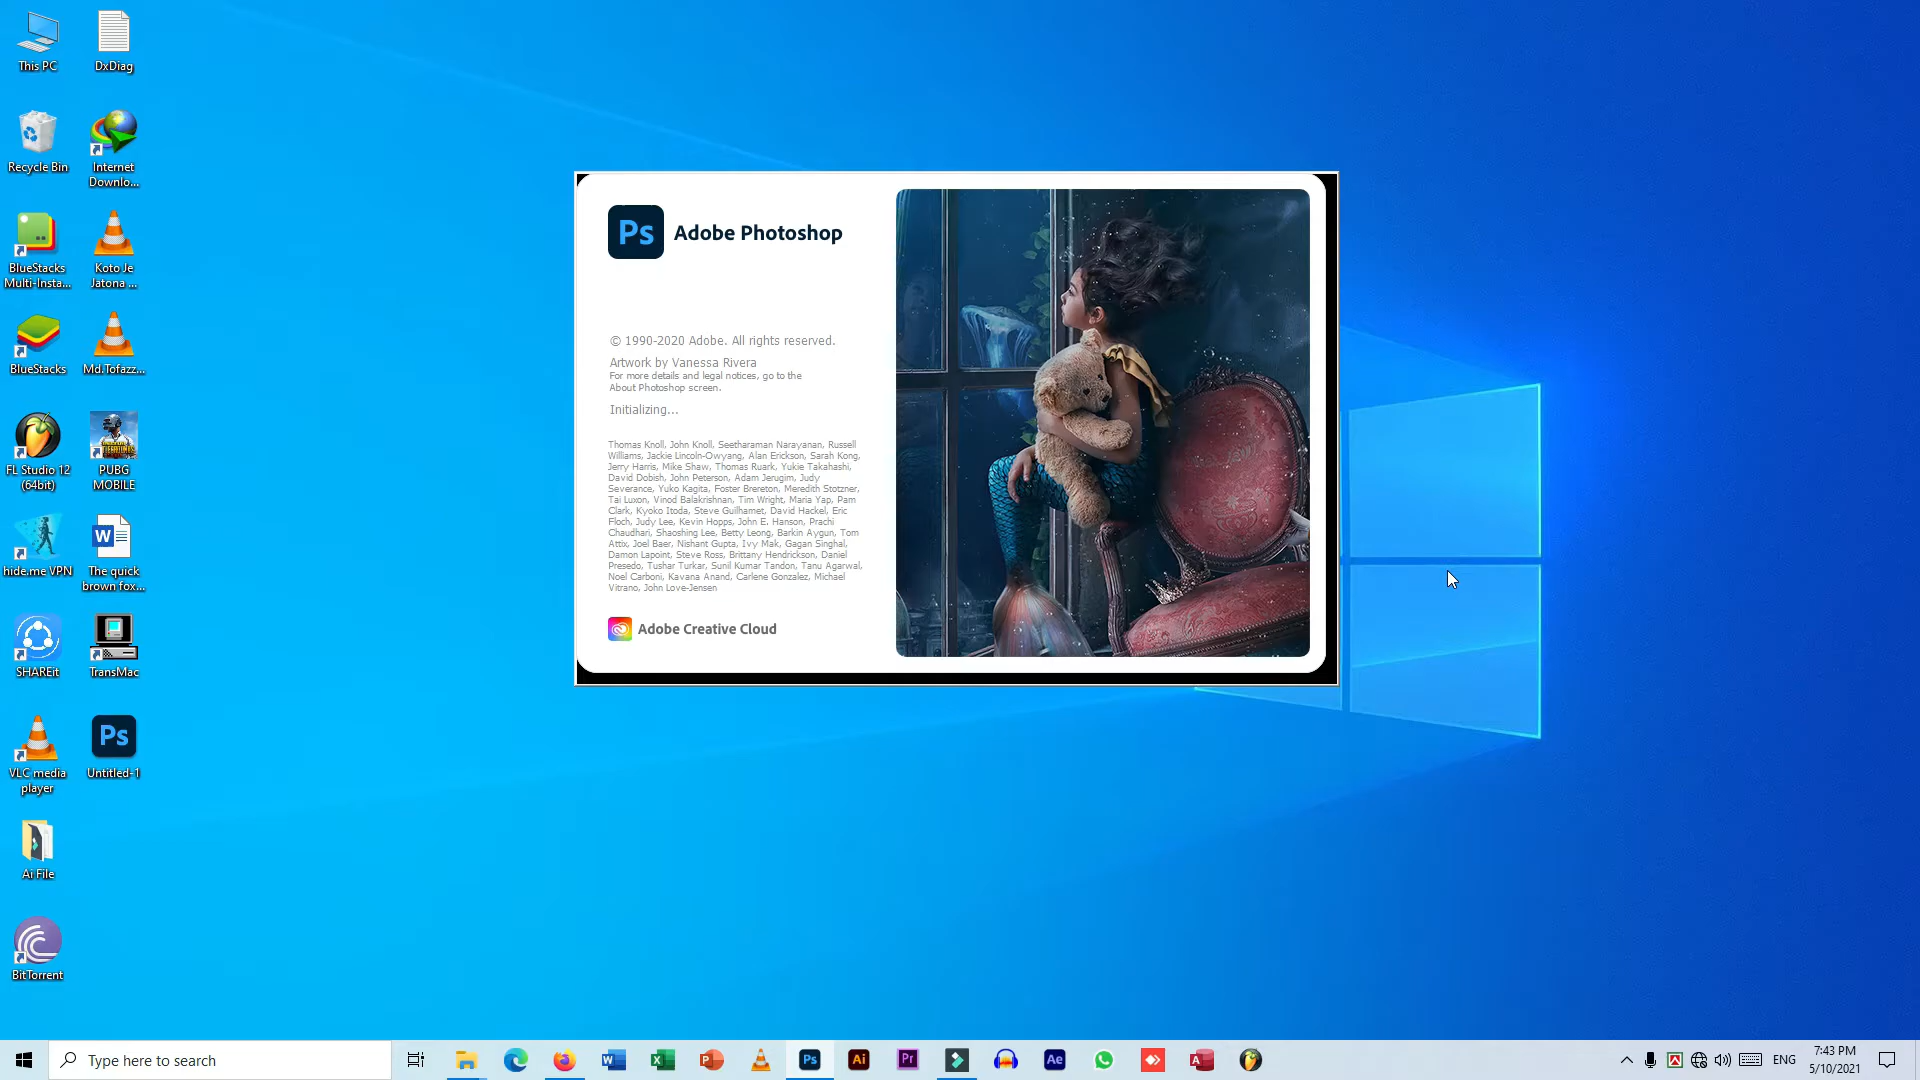 This PC
DxDiag
Recycle Bin
Internet
Downlo...
BlueStacks
Multi-Insta...
Koto Je
Jatona ...
BlueStacks
Md.Tofazz...
FL Studio 12
(64bit)
PUBG
MOBILE
hide.me VPN
The quick
brown fox...
SHAREit
TransMac
VLC media
player
Ps
Untitled-1
Ai File
BitTorrent
Ps Adobe Photoshop
© 1990-2020 Adobe. All rights reserved.
Artwork by Vanessa Rivera
For more details and legal notices, go to the
About Photoshop screen.
Initializing...
Thomas Knoll, John Knoll, Seetharaman Narayanan, Russell
Williams, Jackie Lincoln-Owyang, Alan Erickson, Sarah Kong,
Jerry Harris, Mike Shaw, Thomas Ruark, Yukie Takahashi,
David Dobish, John Peterson, Adam Jerugim, Judy
Severance, Yuko Kagita, Foster Brereton, Meredith Stotzner,
Tai Luxon, Vinod Balakrishnan, Tim Wright, Maria Yap, Pam
Clark, Kyoko Itoda, Steve Guilhamet, David Hackel, Eric
Floch, Judy Lee, Kevin Hopps, John E. Hanson, Prachi
Chaudhari, Shaoshing Lee, Betty Leong, Barkin Aygun, Tom
Attix, Joel Baer, Nishant Gupta, Ivy Mak, Gagan Singhal,
Damon Lapoint, Steve Ross, Brittany Hendrickson, Daniel
Presedo, Tushar Turkar, Sunil Kumar Tandon, Tanu Agarwal,
Noel Carboni, Kavana Anand, Carlene Gonzalez, Michael
Vitrano, John Love-Jensen
Adobe Creative Cloud
Type here to search
Ps Ai Pr Ae
ENG
7:43 PM
5/10/2021